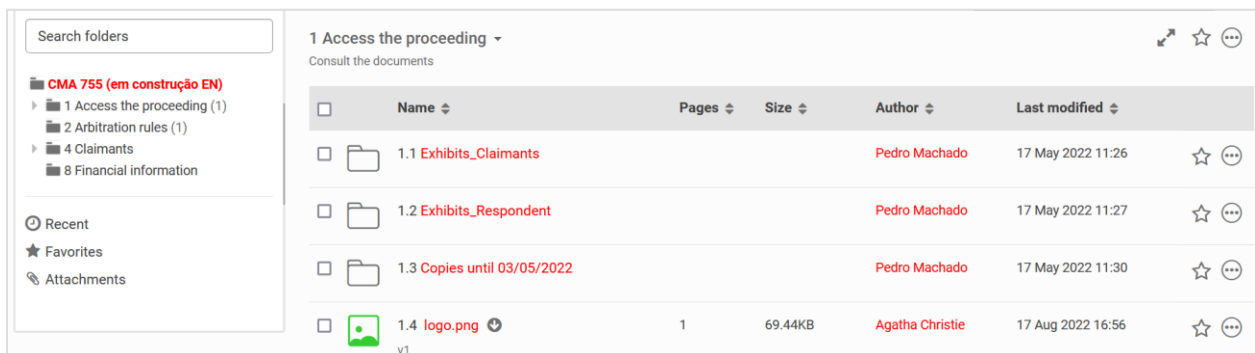 Search folders
CMA 755 (em construção EN)
1 Access the proceeding (1)
2 Arbitration rules (1)
4 Claimants
8 Financial information
Recent
Favorites
Attachments
1 Access the proceeding
Consult the documents
Name Pages Size Author Last modified
1.1 Exhibits_Claimants Pedro Machado 17 May 2022 11:26
1.2 Exhibits_Respondent Pedro Machado 17 May 2022 11:27
1.3 Copies until 03/05/2022 Pedro Machado 17 May 2022 11:30
1.4 logo.png 1 69.44KB Agatha Christie 17 Aug 2022 16:56
v1